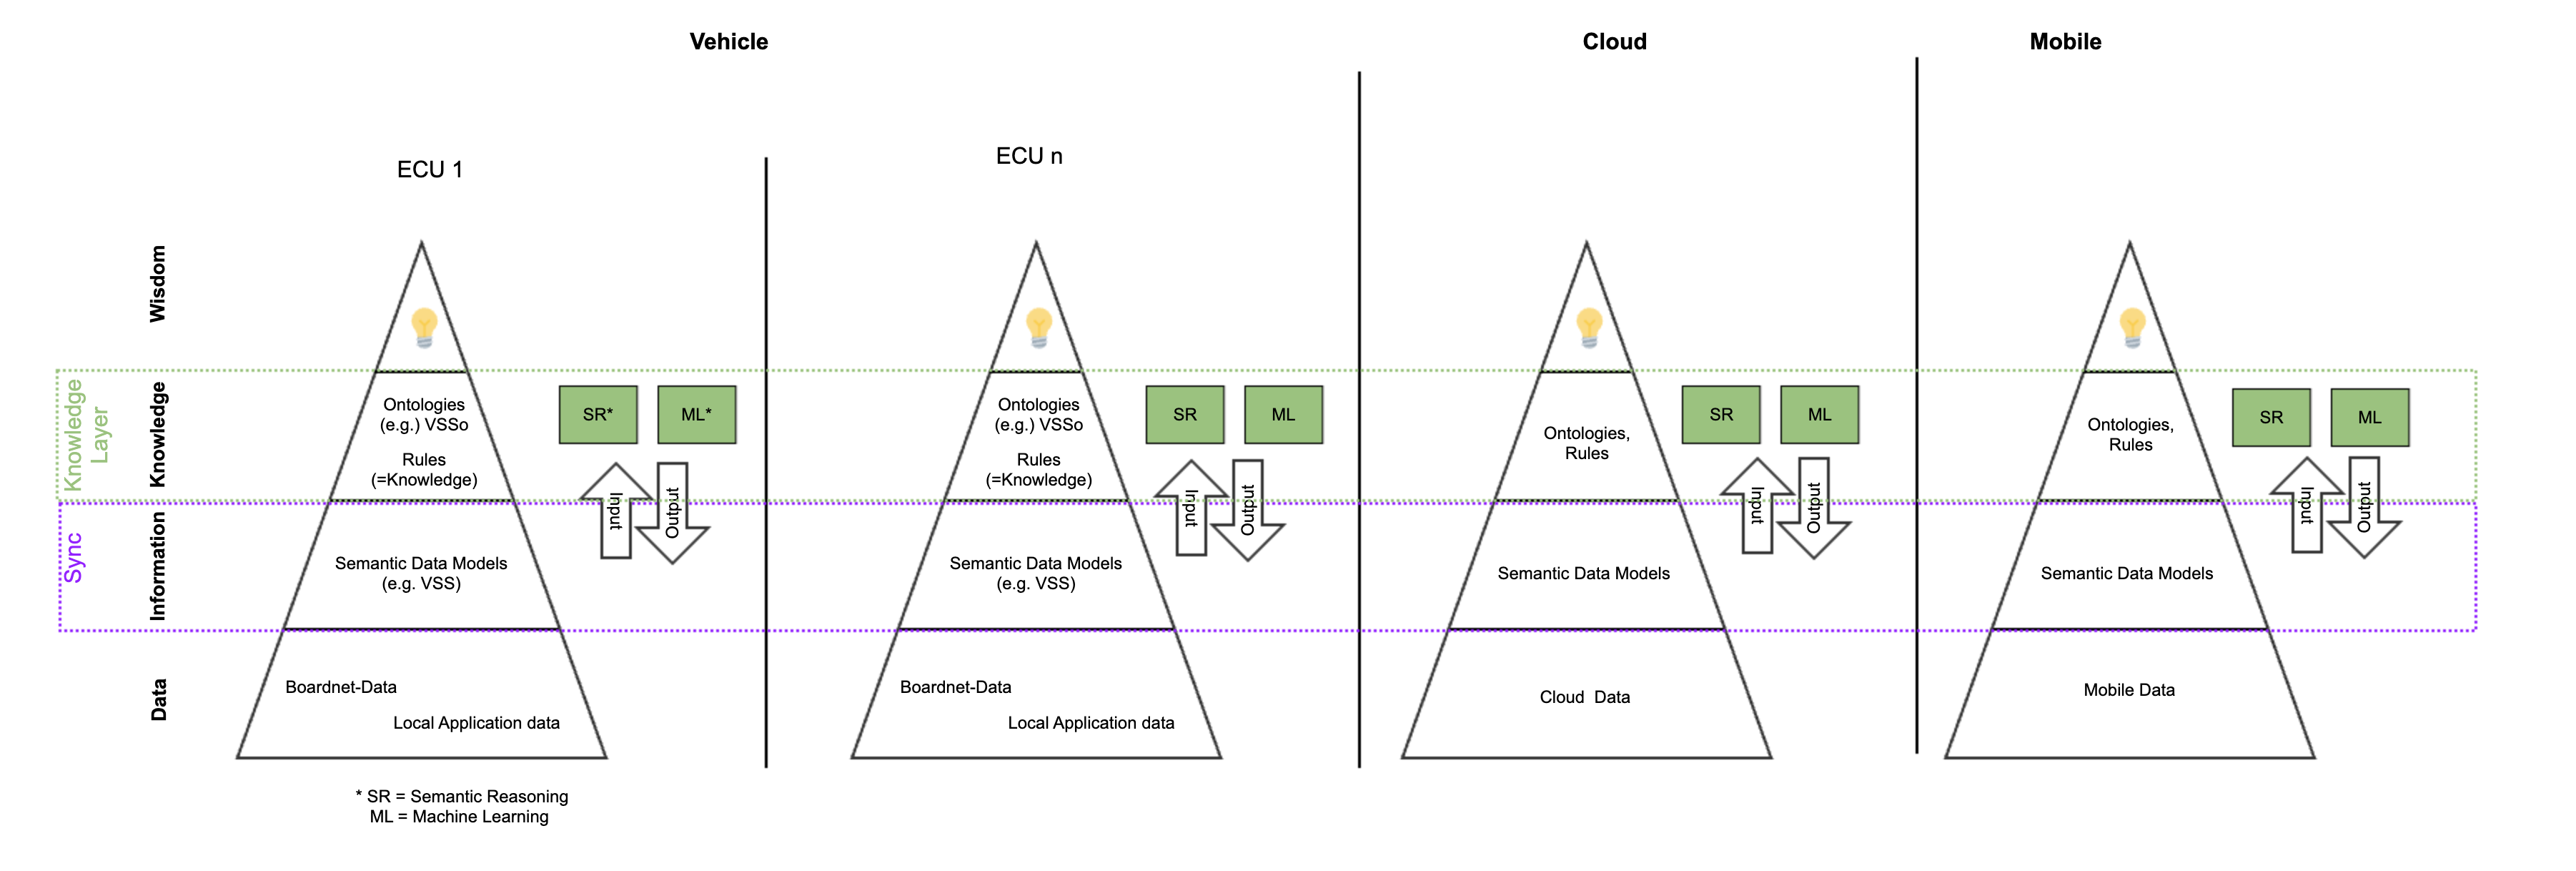 Vehicle
Cloud
Mobile
ECU 1
ECU n
Wisdom
Knowledge
Layer
Knowledge
Ontologies
(e.g.) VSSo
Rules
(=Knowledge)
SR*
ML*
Ontologies
(e.g.) VSSo
Rules
(=Knowledge)
SR
ML
Ontologies,
Rules
SR
ML
Ontologies,
Rules
SR
ML
Input
Output
Input
Output
Input
Output
Input
Output
Sync
Information
Semantic Data Models
(e.g. VSS)
Semantic Data Models
(e.g. VSS)
Semantic Data Models
Semantic Data Models
Data
Boardnet-Data
Local Application data
Boardnet-Data
Local Application data
Cloud  Data
Mobile Data
* SR = Semantic Reasoning
ML = Machine Learning